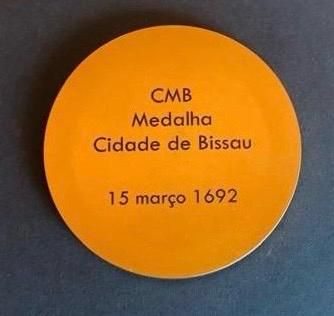 CMB
Medalha
Cidade de Bissau
15 março 1692